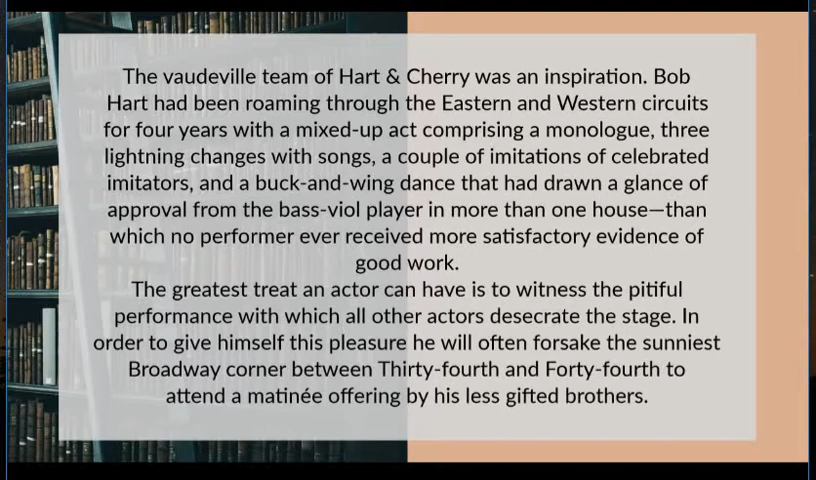 The vaudeville team of Hart & Cherry was an inspiration. Bob
Hart had been roaming through the Eastern and Western circuits
for four years with a mixed-up act comprising a monologue, three
lightning changes with songs, a couple of imitations of celebrated
imitators, and a buck-and-wing dance that had drawn a glance of
approval from the bass-viol player in more than one house—than
which no performer ever received more satisfactory evidence of
good work.
The greatest treat an actor can have is to witness the pitiful
performance with which all other actors desecrate the stage. In
order to give himself this pleasure he will often forsake the sunniest
Broadway corner between Thirty-fourth and Forty-fourth to
attend a matinée offering by his less gifted brothers.